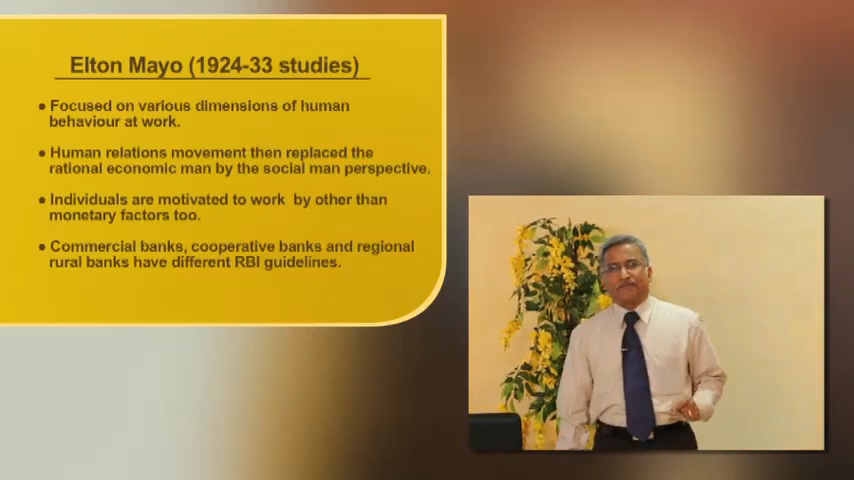 Elton Mayo (1924-33 studies)
● Focused on various dimensions of human
behaviour at work.
● Human relations movement then replaced the
rational economic man by the social man perspective.
● Individuals are motivated to work by other than
monetary factors too.
● Commercial banks, cooperative banks and regional
rural banks have different RBI guidelines.